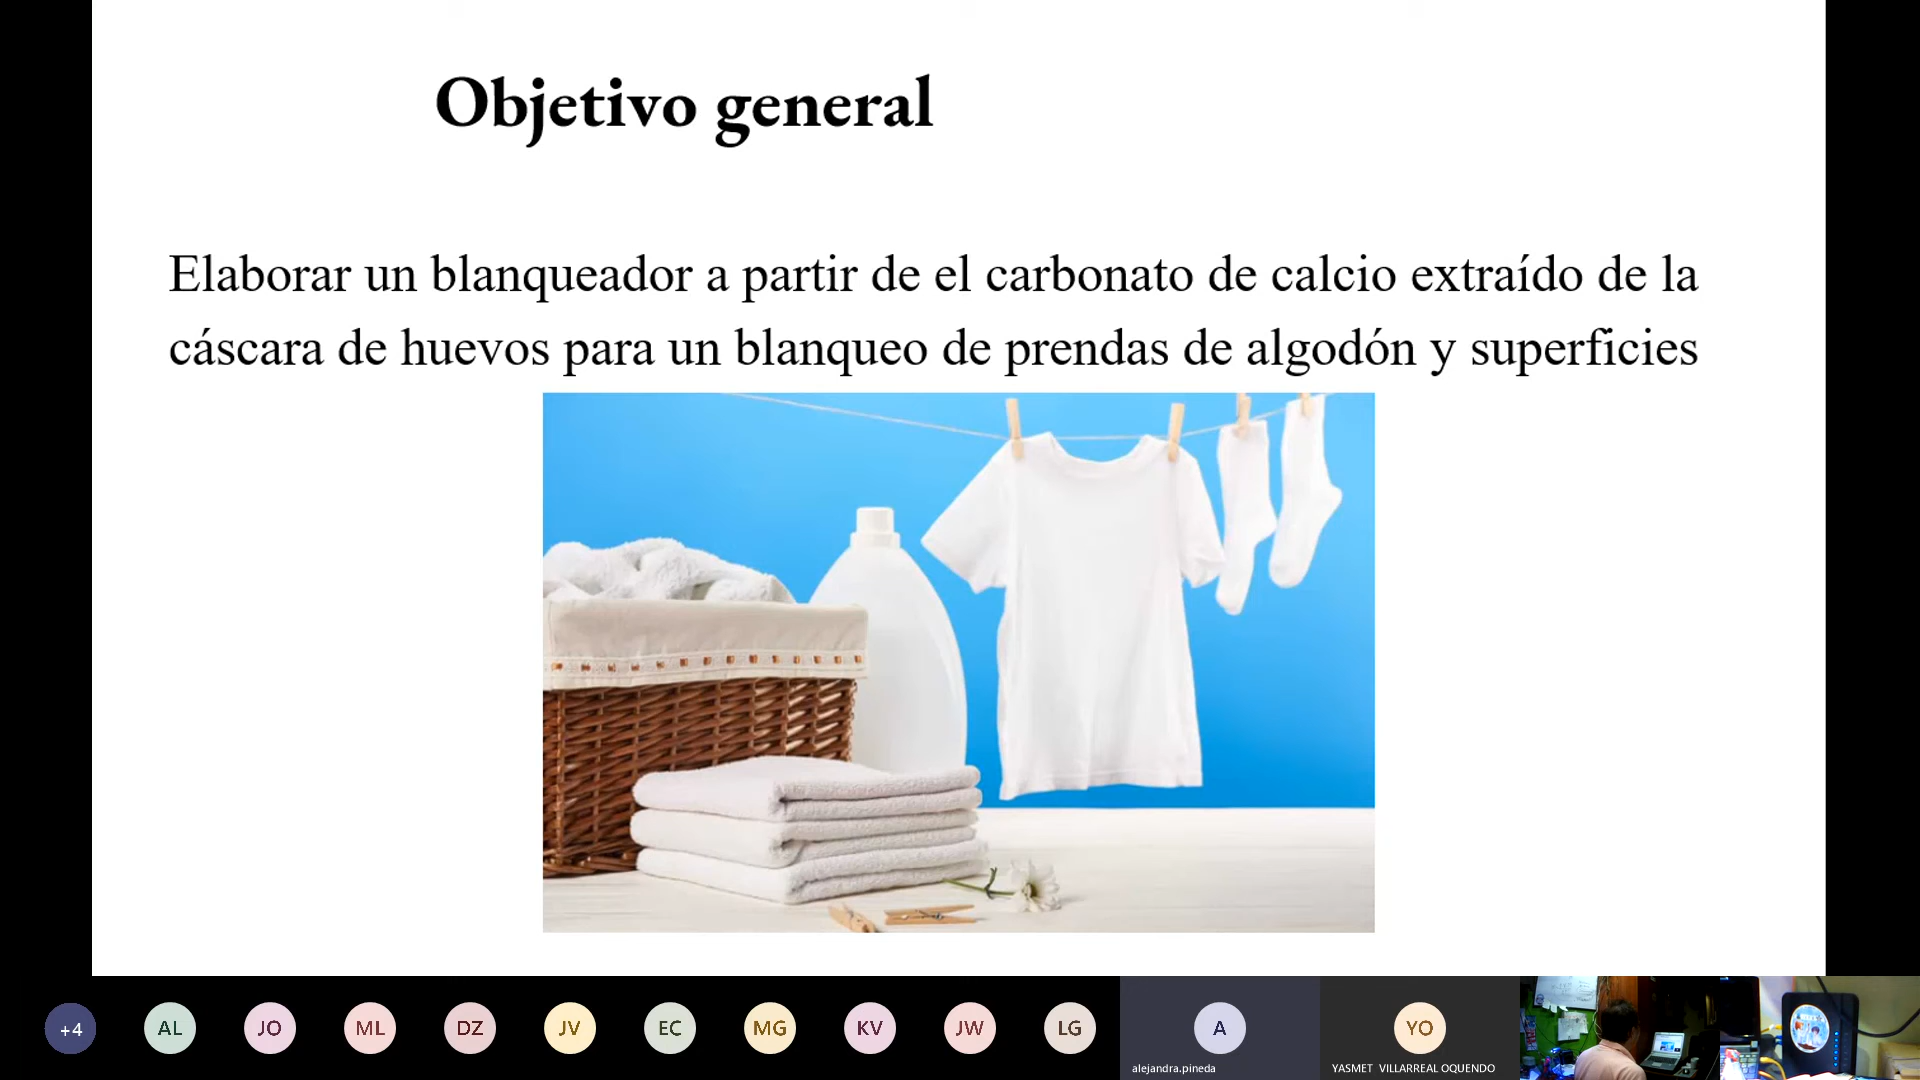 Objetivo general
Elaborar un blanqueador a partir de el carbonato de calcio extraído de la
cáscara de huevos para un blanqueo de prendas de algodón y superficies
+4
AL
JO
ML
DZ
JV
EC
MG
KV
JW
LG
A
YO
alejandra.pineda
YASMET VILLARREAL OQUENDO